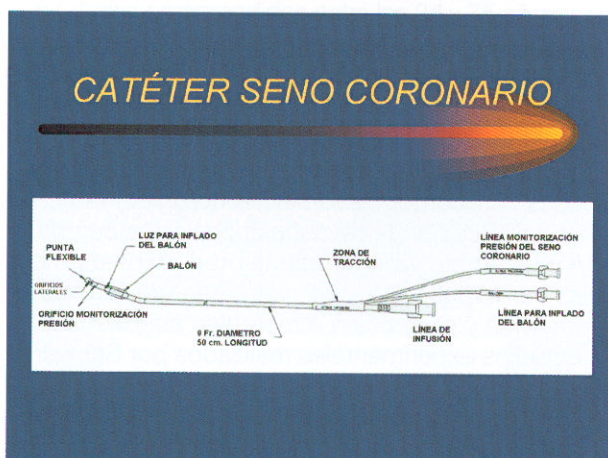 CATÉTER SENO CORONARIO
LUZ PARA INFLADO
DEL BALÓN
PUNTA
FLEXIBLE
BALÓN
ORIFICIOS
LATERALES
ORIFICIO MONITORIZACIÓN
PRESIÓN
9 Fr. DIAMETRO
50 cm. LONGITUD
ZONA DE
TRACCIÓN
LÍNEA MONITORIZACIÓN
PRESIÓN DEL SENO
CORONARIO
LÍNEA DE
INFUSIÓN
LÍNEA PARA INFLADO
DEL BALÓN